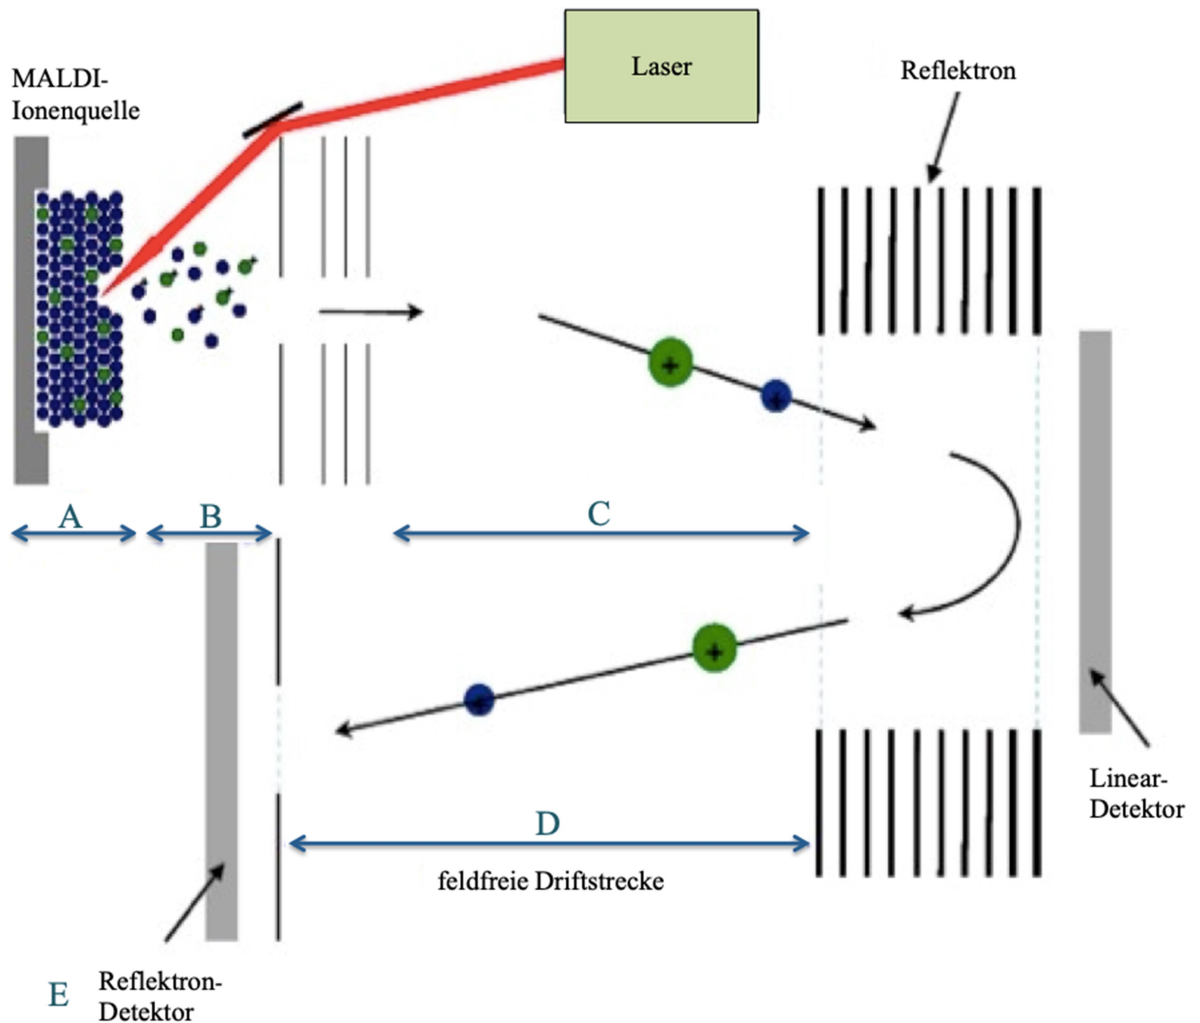 Laser
MALDI-
Ionenquelle
Reflektron
+
+
A
B
C
+
+
D
feldfreie Driftstrecke
Linear-
Detektor
E
Reflektron-
Detektor